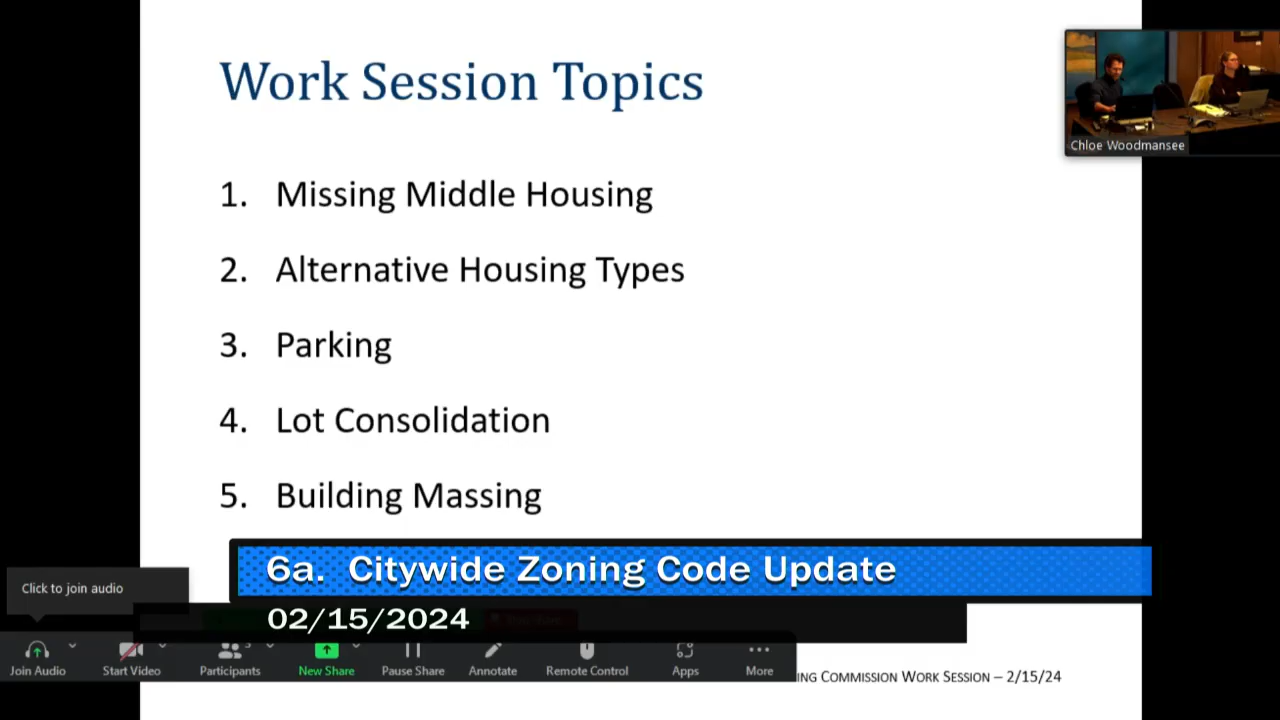 Work Session Topics
Chloe Woodmansee
1. Missing Middle Housing
2. Alternative Housing Types
3. Parking
4. Lot Consolidation
5. Building Massing
6a. Citywide Zoning Code Update
02/15/2024
Click to join audio
3
Join Audio Start Video Participants New Share Pause Share Annotate Remote Control Apps More
COMMISSION WORK SESSION – 2/15/24